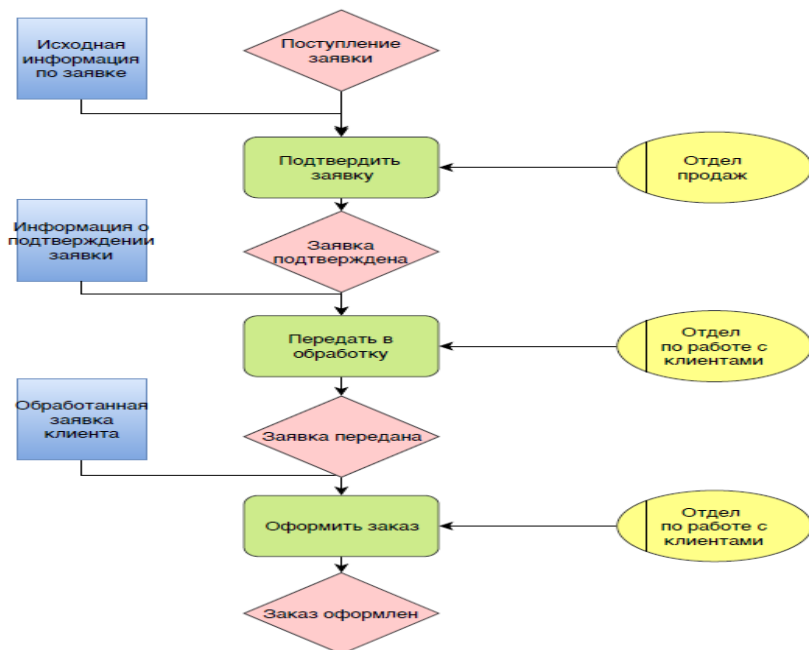 Исходная
информация
по заявке
Поступление
заявки
Подтвердить
заявку
Отдел
продаж
Информация о
подтверждении
заявки
Заявка
подтверждена
Передать в
обработку
Отдел
по работе с
клиентами
Обработанная
заявка
клиента
Заявка передана
Оформить заказ
Отдел
по работе с
клиентами
Заказ оформлен